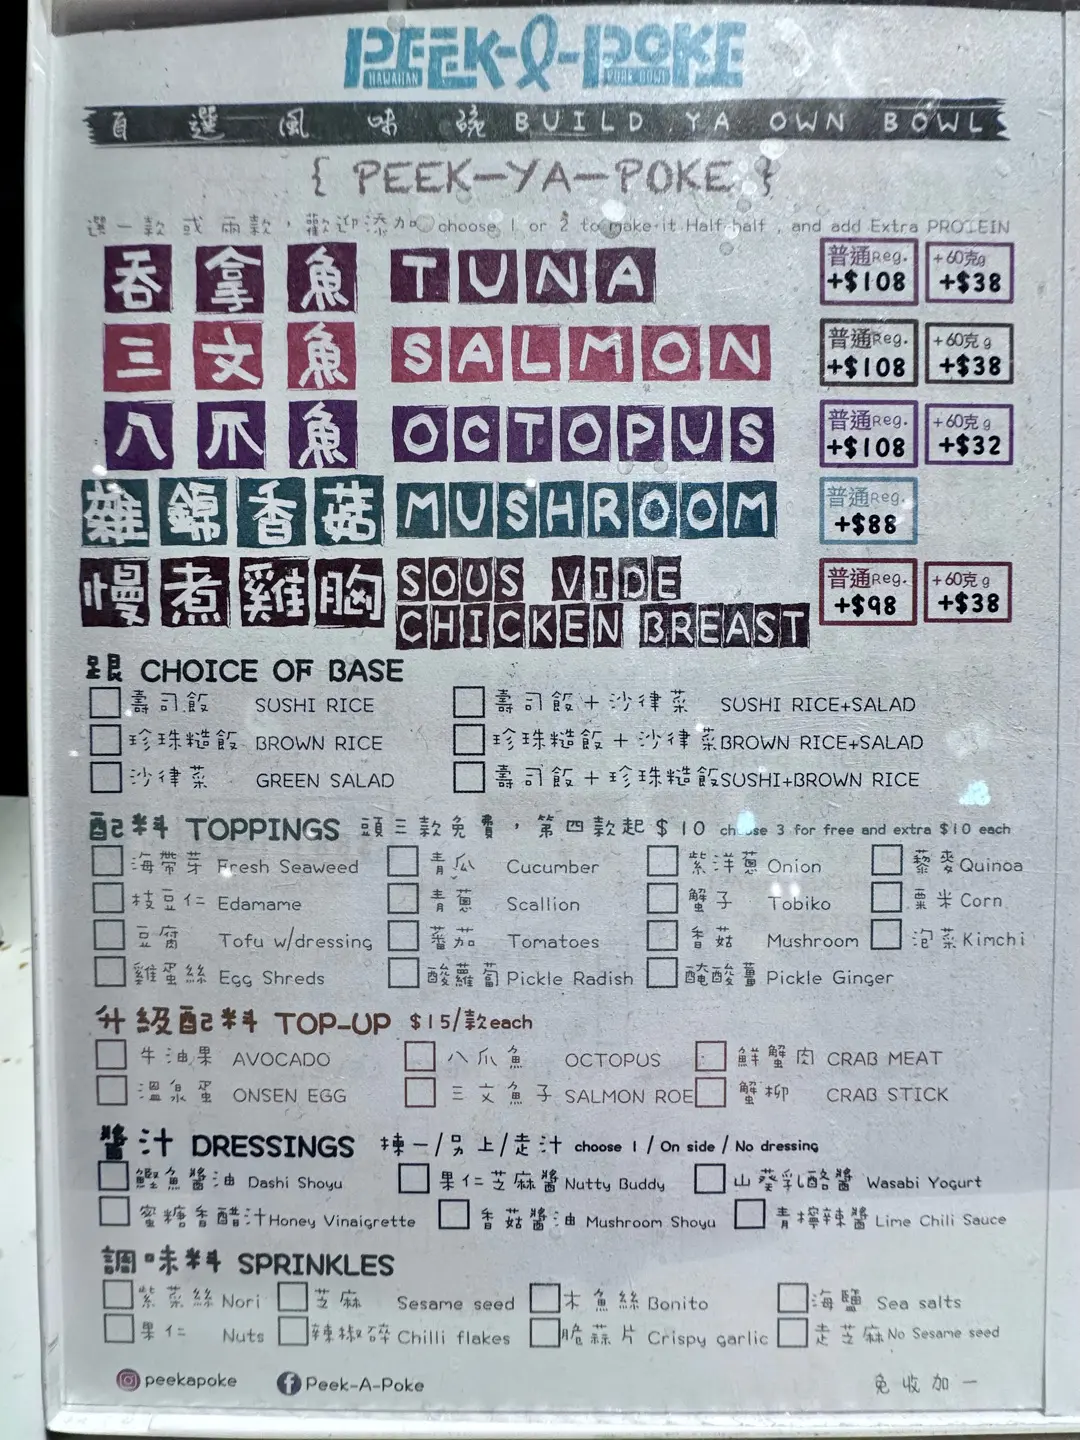 PEEK-A-POKE
HAWAIIAN POKE BOWL
自選風味碗 BUILD YA OWN BOWL
{ PEEK-YA-POKE }
選一款或兩款，歡迎添加 choose 1 or 2 to make it Half half , and add Extra PROTEIN
吞拿魚 TUNA 普通Reg. +$108 +60克g +$38
三文魚 SALMON 普通Reg. +$108 +60克g +$38
八爪魚 OCTOPUS 普通Reg. +$108 +60克g +$32
雜錦香菇 MUSHROOM 普通Reg. +$88
慢煮雞胸 SOUS VIDE CHICKEN BREAST 普通Reg. +$98 +60克g +$38
跟 CHOICE OF BASE
壽司飯 SUSHI RICE 壽司飯+沙律菜 SUSHI RICE+SALAD
珍珠糙飯 BROWN RICE 珍珠糙飯+沙律菜 BROWN RICE+SALAD
沙律菜 GREEN SALAD 壽司飯+珍珠糙飯 SUSHI+BROWN RICE
配料 TOPPINGS 頭三款免費，第四款起$10 choose 3 for free and extra $10 each
海帶芽 Fresh Seaweed 青瓜 Cucumber 紫洋蔥 Onion 藜麥 Quinoa
枝豆仁 Edamame 青蔥 Scallion 蟹子 Tobiko 粟米 Corn
豆腐 Tofu w/dressing 蕃茄 Tomatoes 香菇 Mushroom 泡菜 Kimchi
雞蛋絲 Egg Shreds 酸蘿蔔 Pickle Radish 醃酸薑 Pickle Ginger
升級配料 TOP-UP $15/款each
牛油果 AVOCADO 八爪魚 OCTOPUS 鮮蟹肉 CRAB MEAT
溫泉蛋 ONSEN EGG 三文魚子 SALMON ROE 蟹柳 CRAB STICK
醬汁 DRESSINGS 揀一/另上/走汁 choose 1 / On side / No dressing
鰹魚醬油 Dashi Shoyu 果仁芝麻醬 Nutty Buddy 山葵乳酪醬 Wasabi Yogurt
蜜糖香醋汁 Honey Vinaigrette 香菇醬油 Mushroom Shoyu 青檸辣醬 Lime Chili Sauce
調味料 SPRINKLES
紫菜絲 Nori 芝麻 Sesame seed 木魚絲 Bonito 海鹽 Sea salts
果仁 Nuts 辣椒碎 Chilli flakes 脆蒜片 Crispy garlic 走芝麻 No Sesame seed
peekapoke Peek-A-Poke 免收加一